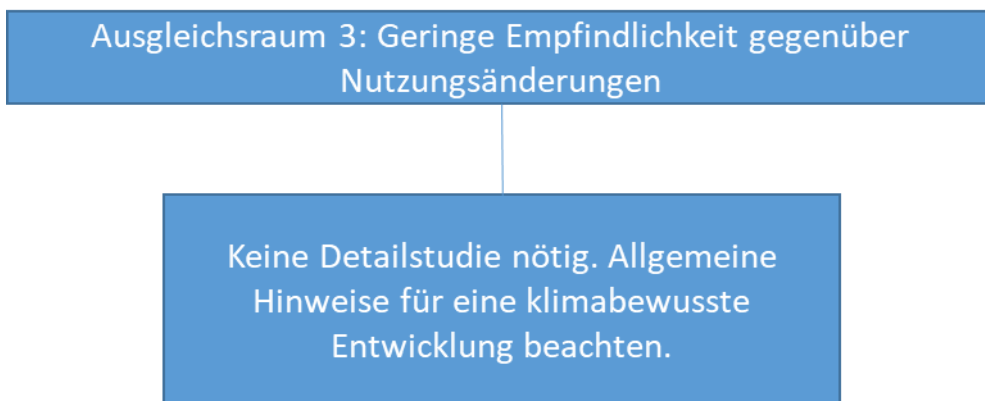 Ausgleichsraum 3: Geringe Empfindlichkeit gegenüber
Nutzungsänderungen
Keine Detailstudie nötig. Allgemeine
Hinweise für eine klimabewusste
Entwicklung beachten.